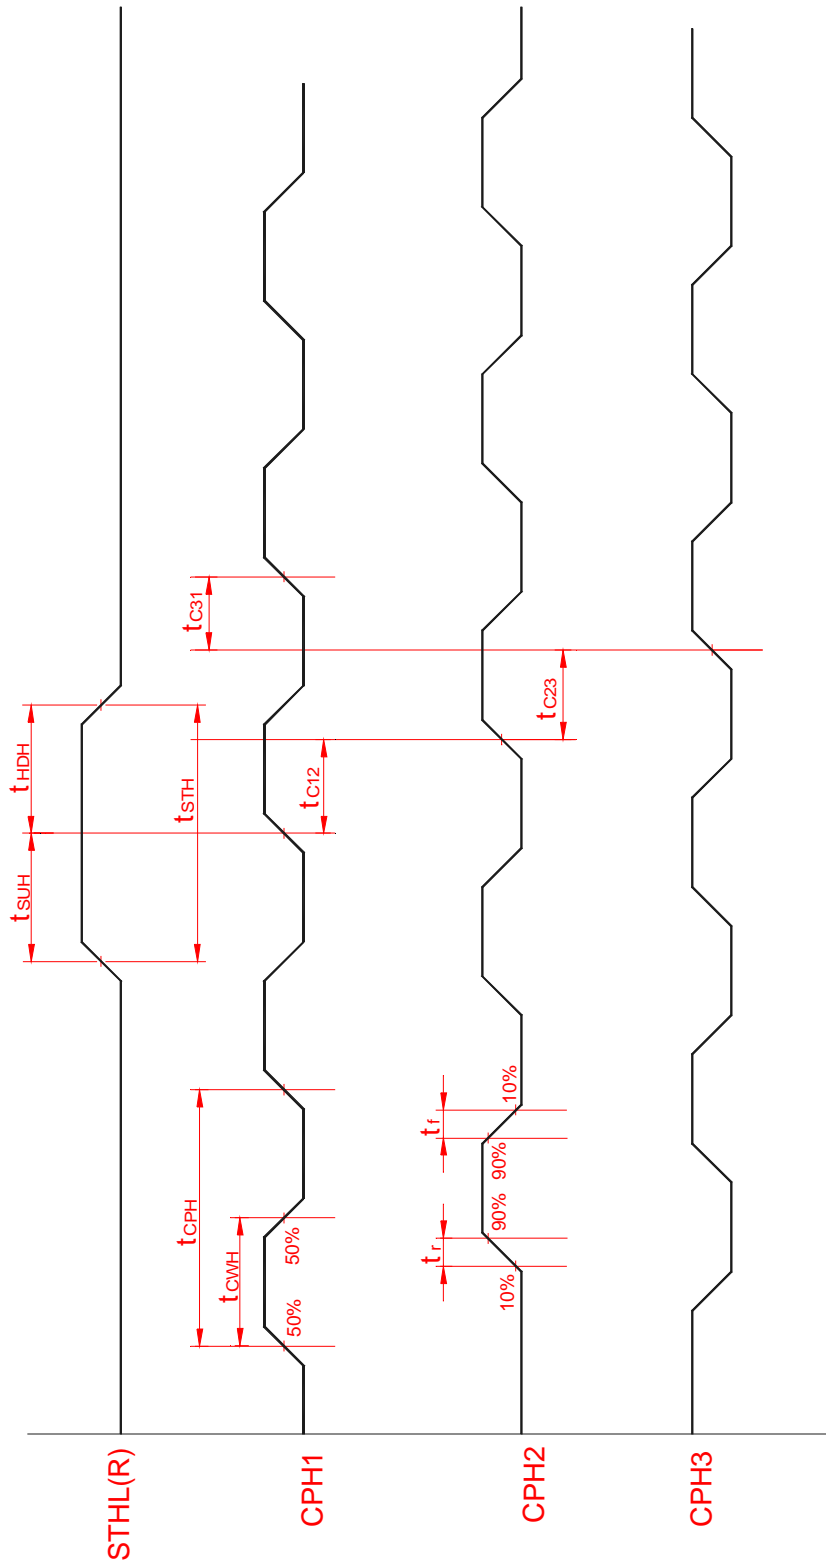 STHL(R)
tSUH
tHDH
tSTH
CPH1
tCWH
tCPH
50%
50%
tC12
tC31
CPH2
tr
tf
10%
90%
90%
10%
tC23
CPH3